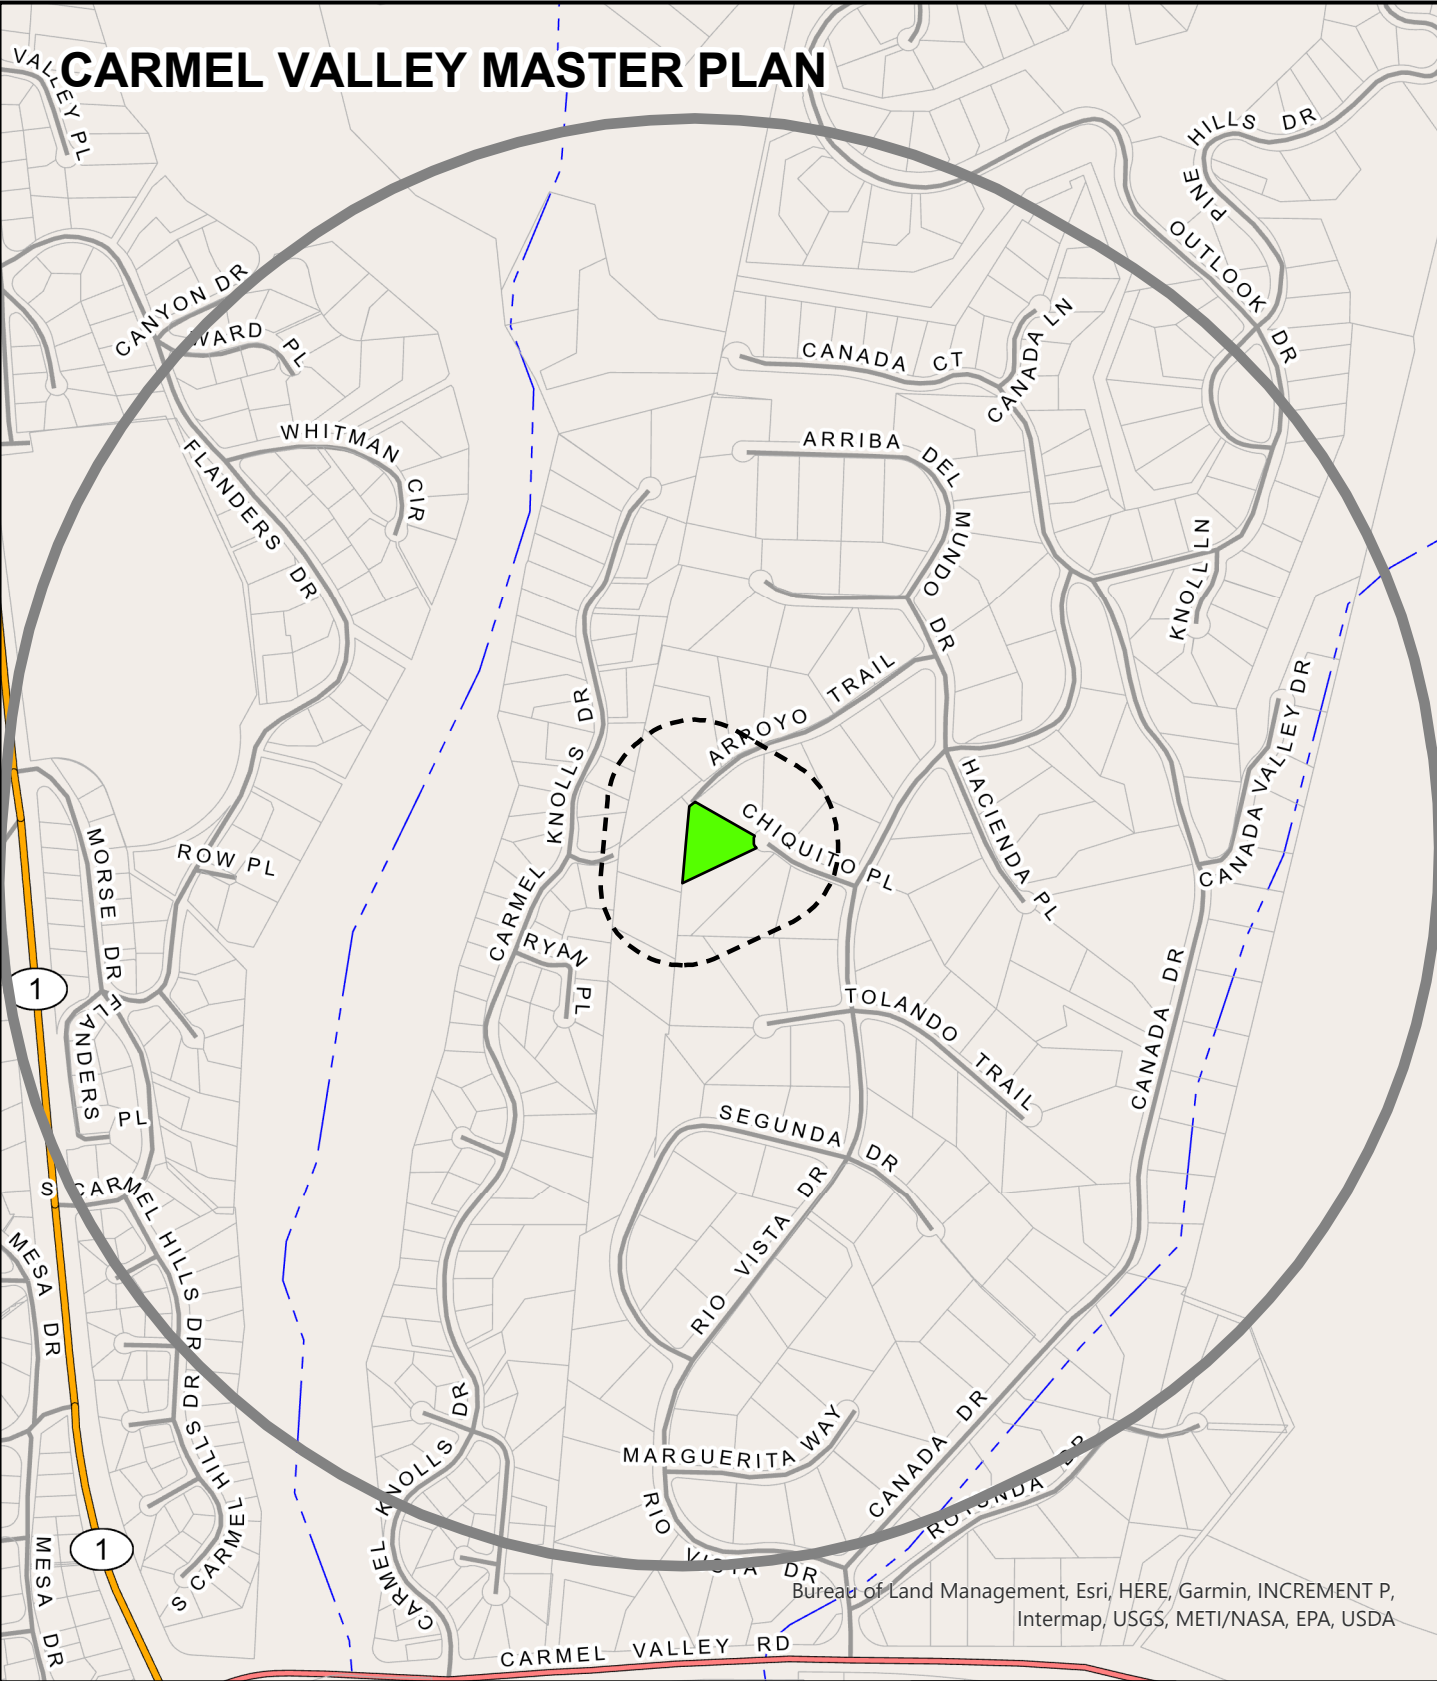 CARMEL VALLEY MASTER PLAN
VALLEY PL
PINE HILLS DR
OUTLOOK DR
CANYON DR
WARD PL
CANADA CT
CANADA LN
WHITMAN CIR
ARRIBA DEL MUNDO DR
FLANDERS DR
KNOLL LN
ARROYO TRAIL
CANADA VALLEY DR
CARMEL KNOLLS DR
CHIQUITO PL
HACIENDA PL
MORSE DR
ROW PL
RYAN PL
1
FLANDERS PL
TOLANDO TRAIL
CANADA DR
SEGUNDA DR
S CARMEL HILLS DR
MESA DR
RIO VISTA DR
DR
S CARMEL HILLS DR
CARMEL KNOLLS DR
MARGUERITA WAY
CANADA DR
ROTUNDA DR
RIO VISTA DR
1
MESA DR
CARMEL VALLEY RD
Bureau of Land Management, Esri, HERE, Garmin, INCREMENT P,
Intermap, USGS, METI/NASA, EPA, USDA